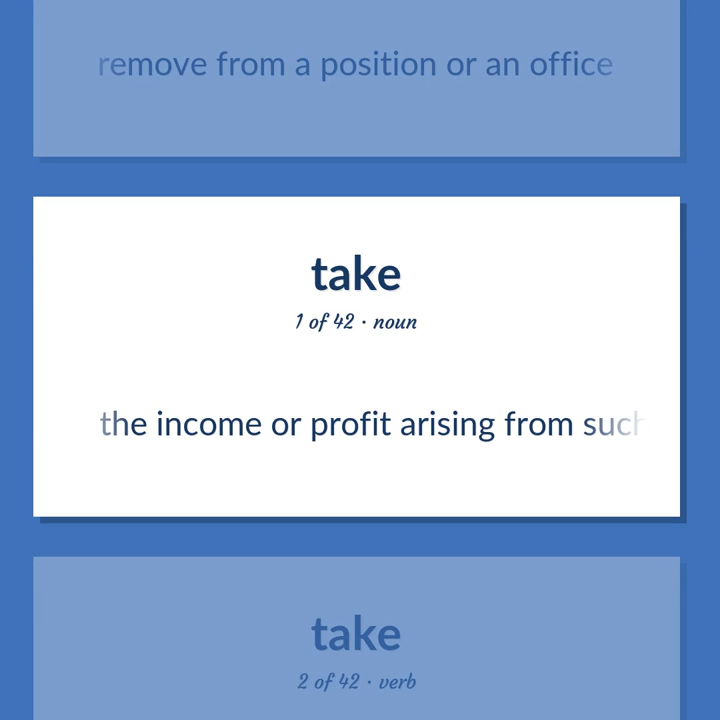 remove from a position or an office
take
1 of 42 · noun
the income or profit arising from such
take
2 of 42 · verb